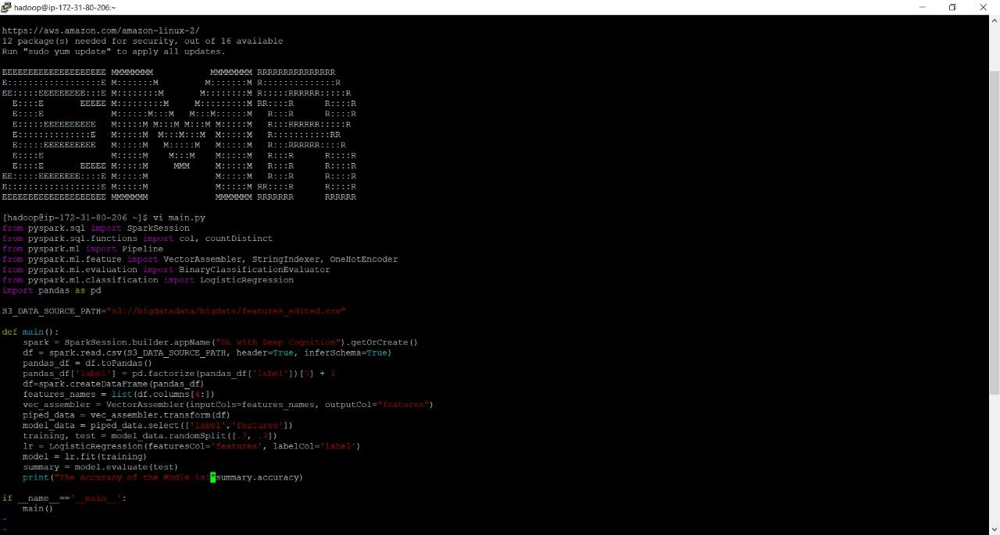 hadoop@ip-172-31-80-206:~
https://aws.amazon.com/amazon-linux-2/
12 package(s) needed for security, out of 16 available
Run "sudo yum update" to apply all updates.
EEEEEEEEEEEEEEEEEEEE MMMMMMMM           MMMMMMMM RRRRRRRRRRRRRRR
E::::::::::::::::::E M:::::::M         M:::::::M R::::::::::::::R
EE:::::EEEEEEEEE:::E M::::::::M       M::::::::M R:::::RRRRRR:::::R
  E::::E       EEEEE M:::::::::M     M:::::::::M RR::::R      R::::R
  E::::E             M::::::M:::M   M:::M::::::M   R:::R      R::::R
  E:::::EEEEEEEEEE   M:::::M M:::M M:::M M:::::M   R:::RRRRRR:::::R
  E::::::::::::::E   M:::::M  M:::M:::M  M:::::M   R:::::::::::RR
  E:::::EEEEEEEEEE   M:::::M   M:::::M   M:::::M   R:::RRRRRR::::R
  E::::E             M:::::M    M:::M    M:::::M   R:::R      R::::R
  E::::E       EEEEE M:::::M     MMM     M:::::M   R:::R      R::::R
EE:::::EEEEEEEE::::E M:::::M             M:::::M   R:::R      R::::R
E::::::::::::::::::E M:::::M             M:::::M RR::::R      R::::R
EEEEEEEEEEEEEEEEEEEE MMMMMMM             MMMMMMM RRRRRRR      RRRRRR
[hadoop@ip-172-31-80-206 ~]$ vi main.py
from pyspark.sql import SparkSession
from pyspark.sql.functions import col, countDistinct
from pyspark.ml import Pipeline
from pyspark.ml.feature import VectorAssembler, StringIndexer, OneHotEncoder
from pyspark.ml.evaluation import BinaryClassificationEvaluator
from pyspark.ml.classification import LogisticRegression
import pandas as pd
S3_DATA_SOURCE_PATH="s3://bigdatadata/bigdata/features_edited.csv"
def main():
    spark = SparkSession.builder.appName("DL with Deep Cognition").getOrCreate()
    df = spark.read.csv(S3_DATA_SOURCE_PATH, header=True, inferSchema=True)
    pandas_df = df.toPandas()
    pandas_df['label'] = pd.factorize(pandas_df['label'])[0] + 1
    df=spark.createDataFrame(pandas_df)
    features_names = list(df.columns[4:])
    vec_assembler = VectorAssembler(inputCols=features_names, outputCol="features")
    piped_data = vec_assembler.transform(df)
    model_data = piped_data.select(['label','features'])
    training, test = model_data.randomSplit([.7, .3])
    lr = LogisticRegression(featuresCol='features', labelCol='label')
    model = lr.fit(training)
    summary = model.evaluate(test)
    print("The Accuracy of the Modle is:"summary.accuracy)
if __name__=='__main__':
    main()
~
~